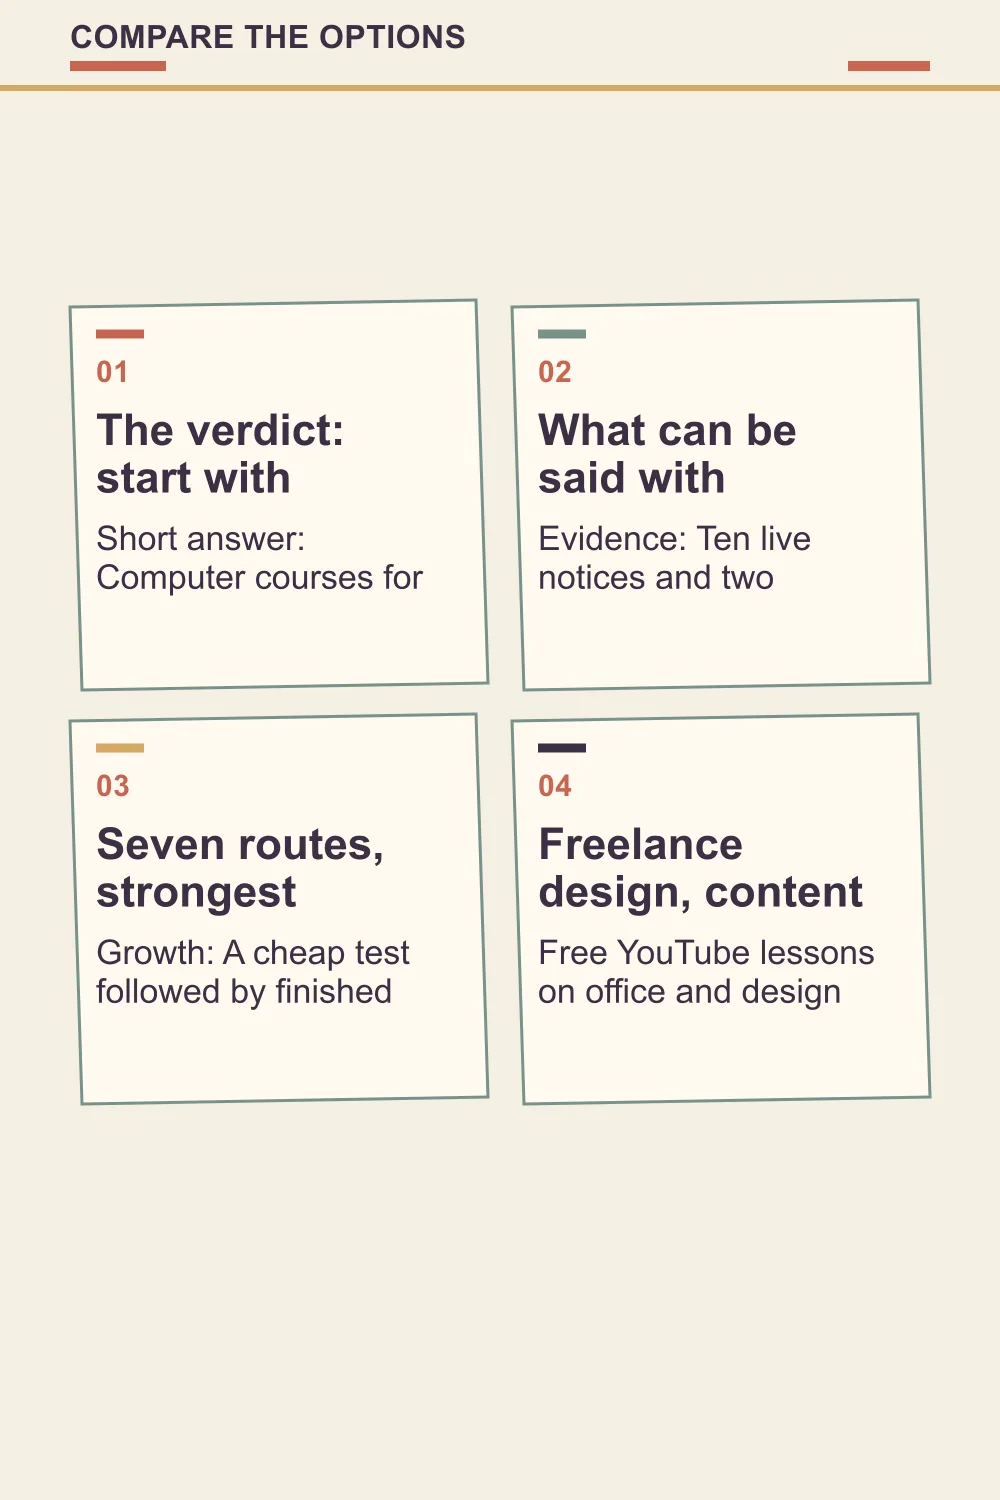 COMPARE THE OPTIONS
01
The verdict:
start with
Short answer:
Computer courses for
02
What can be
said with
Evidence: Ten live
notices and two
03
Seven routes,
strongest
Growth: A cheap test
followed by finished
04
Freelance
design, content
Free YouTube lessons
on office and design